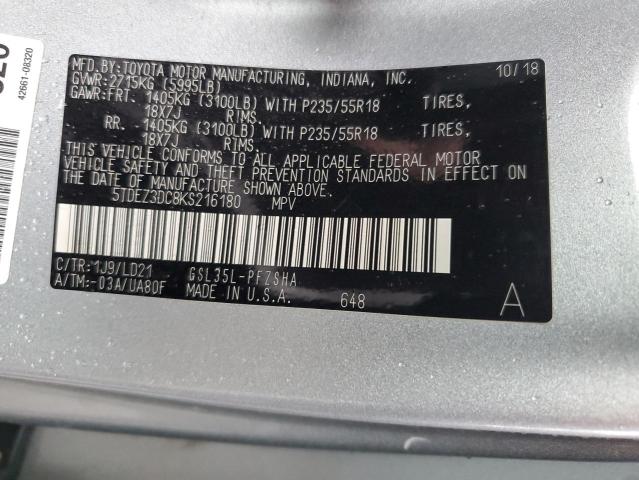 42661-08320
MFD. BY: TOYOTA MOTOR MANUFACTURING, INDIANA, INC. 10/18
GVWR: 2715KG (5995LB)
GAWR: FRT. 1405KG (3100LB) WITH P235/55R18 TIRES,
18X7J RIMS.
RR. 1405KG (3100LB) WITH P235/55R18 TIRES,
18X7J RIMS.
THIS VEHICLE CONFORMS TO ALL APPLICABLE FEDERAL MOTOR
VEHICLE SAFETY AND THEFT PREVENTION STANDARDS IN EFFECT ON
THE DATE OF MANUFACTURE SHOWN ABOVE.
5TDEZ3DC8KS216180 MPV
C/TR: 1J9/LD21 GSL35L-PFZSHA
A/TM: -03A/UA80F MADE IN U.S.A. 648 A